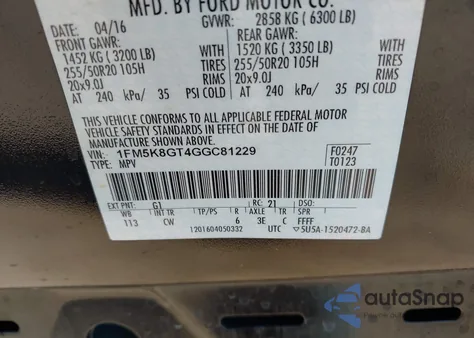 MFD. BY FORD MOTOR CO.
DATE: 04/16 GVWR: 2858 KG ( 6300 LB)
FRONT GAWR: REAR GAWR:
1452 KG ( 3200 LB) WITH 1520 KG ( 3350 LB) WITH
255/50R20 105H TIRES 255/50R20 105H TIRES
20x9.0J RIMS 20x9.0J RIMS
AT 240 kPa/ 35 PSI COLD AT 240 kPa/ 35 PSI COLD
THIS VEHICLE CONFORMS TO ALL APPLICABLE FEDERAL MOTOR
VEHICLE SAFETY AND THEFT PREVENTION STANDARDS IN EFFECT ON THE DATE OF
MANUFACTURE SHOWN ABOVE.
VIN: 1FM5K8GT4GGC81229 F0247
TYPE: MPV T0123
EXT PNT: G1 RC: 21 DSO:
WB INT TR TP/PS R AXLE TR SPR
113 CW 6 3E C FFFF
1201604050332 UTC 5U5A-1520472-BA
autoSnap